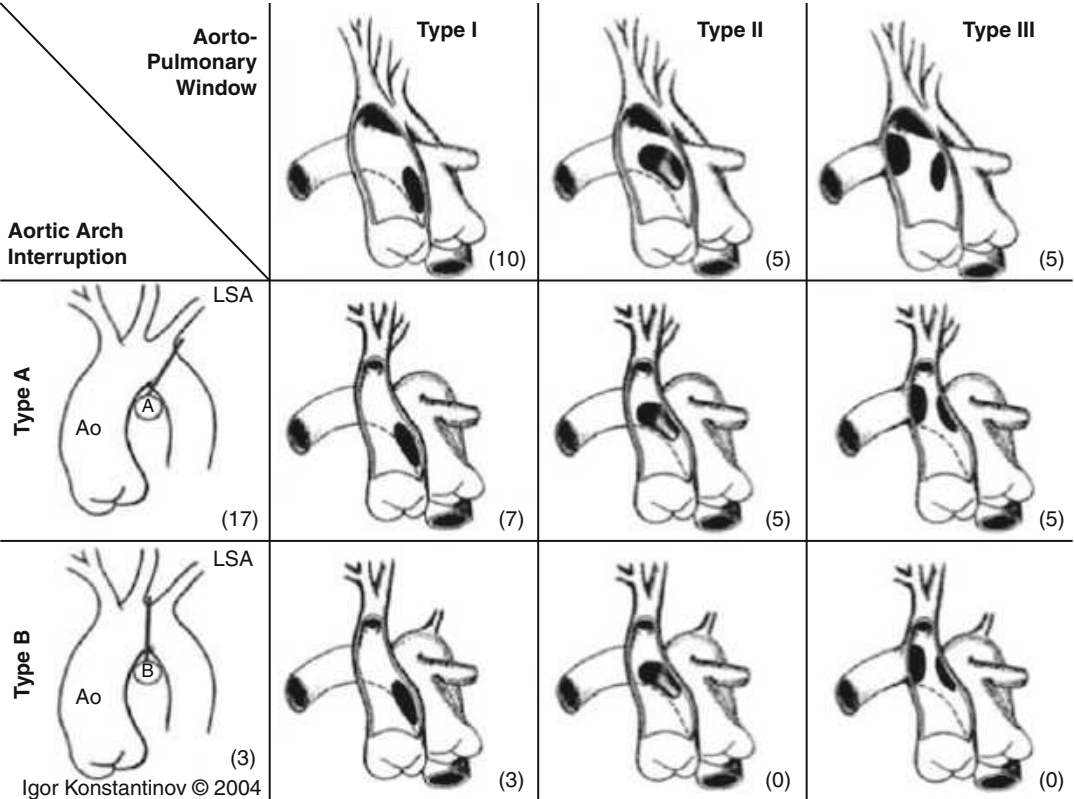 Aorto-
Pulmonary
Window
Aortic Arch
Interruption
Type I
(10)
Type II
(5)
Type III
(5)
Type A
LSA
A
Ao
(17)
(7)
(5)
(5)
Type B
LSA
B
Ao
(3)
Igor Konstantinov © 2004
(3)
(0)
(0)